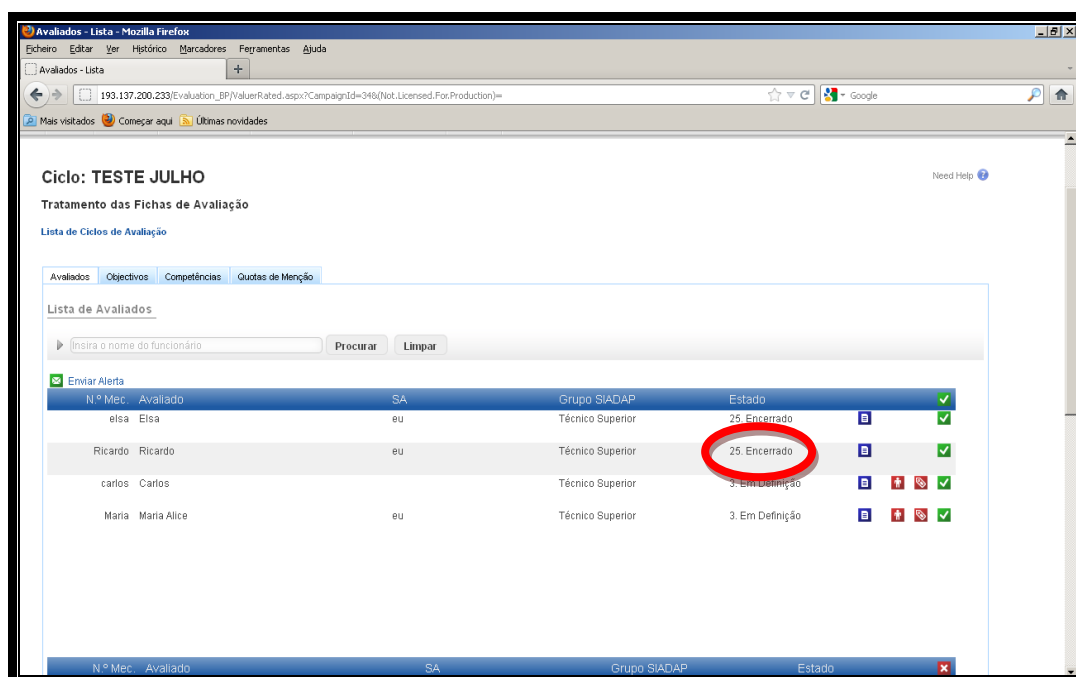 Avaliados - Lista - Mozilla Firefox
Ficheiro Editar Ver Histórico Marcadores Ferramentas Ajuda
Avaliados - Lista
193.137.200.233/Evaluation_BP/ValuerRated.aspx?CampaignId=34&(Not.Licensed.For.Production)=
Google
Mais visitados Começar aqui Últimas novidades
Ciclo: TESTE JULHO
Need Help
Tratamento das Fichas de Avaliação
Lista de Ciclos de Avaliação
Avaliados Objectivos Competências Quotas de Menção
Lista de Avaliados
Insira o nome do funcionário Procurar Limpar
Enviar Alerta
N.º Mec. Avaliado SA Grupo SIADAP Estado
elsa Elsa eu Técnico Superior 25. Encerrado
Ricardo Ricardo eu Técnico Superior 25. Encerrado
carlos Carlos Técnico Superior 3. Em Definição
Maria Maria Alice eu Técnico Superior 3. Em Definição
N.º Mec. Avaliado SA Grupo SIADAP Estado